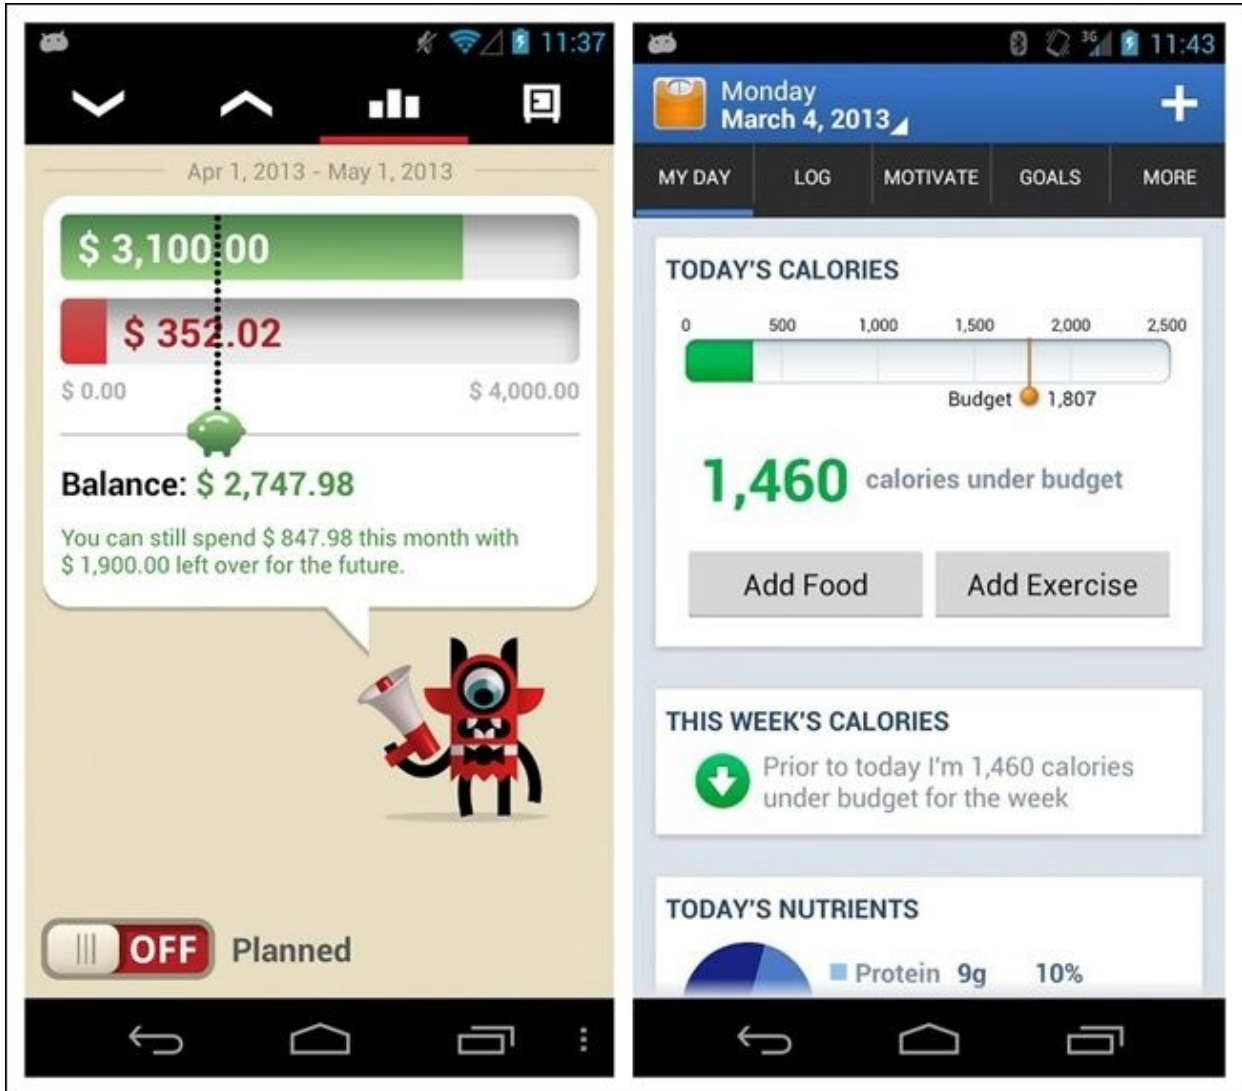 11:37
Apr 1, 2013 - May 1, 2013
$ 3,100.00
$ 352.02
$ 0.00 $ 4,000.00
Balance: $ 2,747.98
You can still spend $ 847.98 this month with
$ 1,900.00 left over for the future.
OFF Planned
3G 11:43
Monday
March 4, 2013
MY DAY LOG MOTIVATE GOALS MORE
TODAY'S CALORIES
0 500 1,000 1,500 2,000 2,500
Budget 1,807
1,460 calories under budget
Add Food Add Exercise
THIS WEEK'S CALORIES
Prior to today I'm 1,460 calories
under budget for the week
TODAY'S NUTRIENTS
Protein 9g 10%